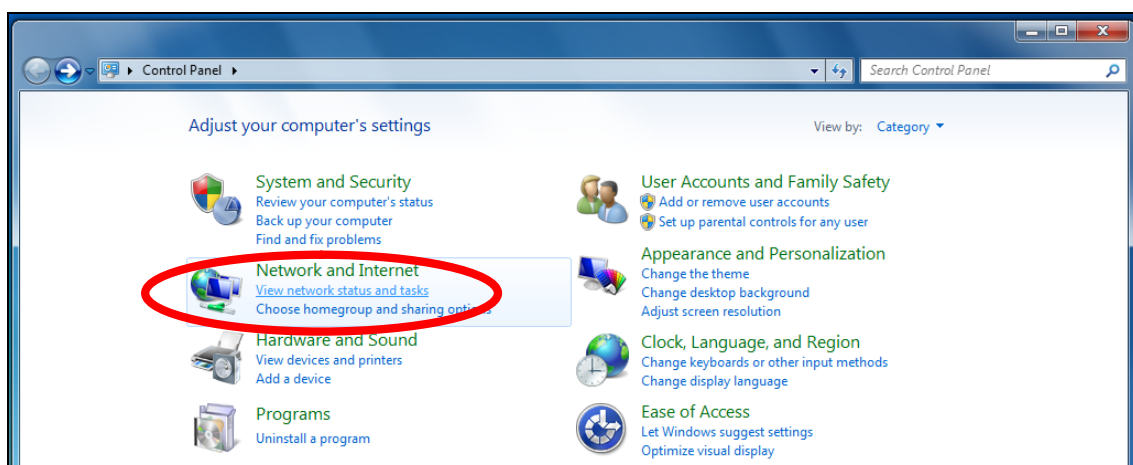 Control Panel
Search Control Panel
Adjust your computer's settings
View by: Category
System and Security
Review your computer's status
Back up your computer
Find and fix problems
Network and Internet
View network status and tasks
Choose homegroup and sharing options
Hardware and Sound
View devices and printers
Add a device
Programs
Uninstall a program
User Accounts and Family Safety
Add or remove user accounts
Set up parental controls for any user
Appearance and Personalization
Change the theme
Change desktop background
Adjust screen resolution
Clock, Language, and Region
Change keyboards or other input methods
Change display language
Ease of Access
Let Windows suggest settings
Optimize visual display